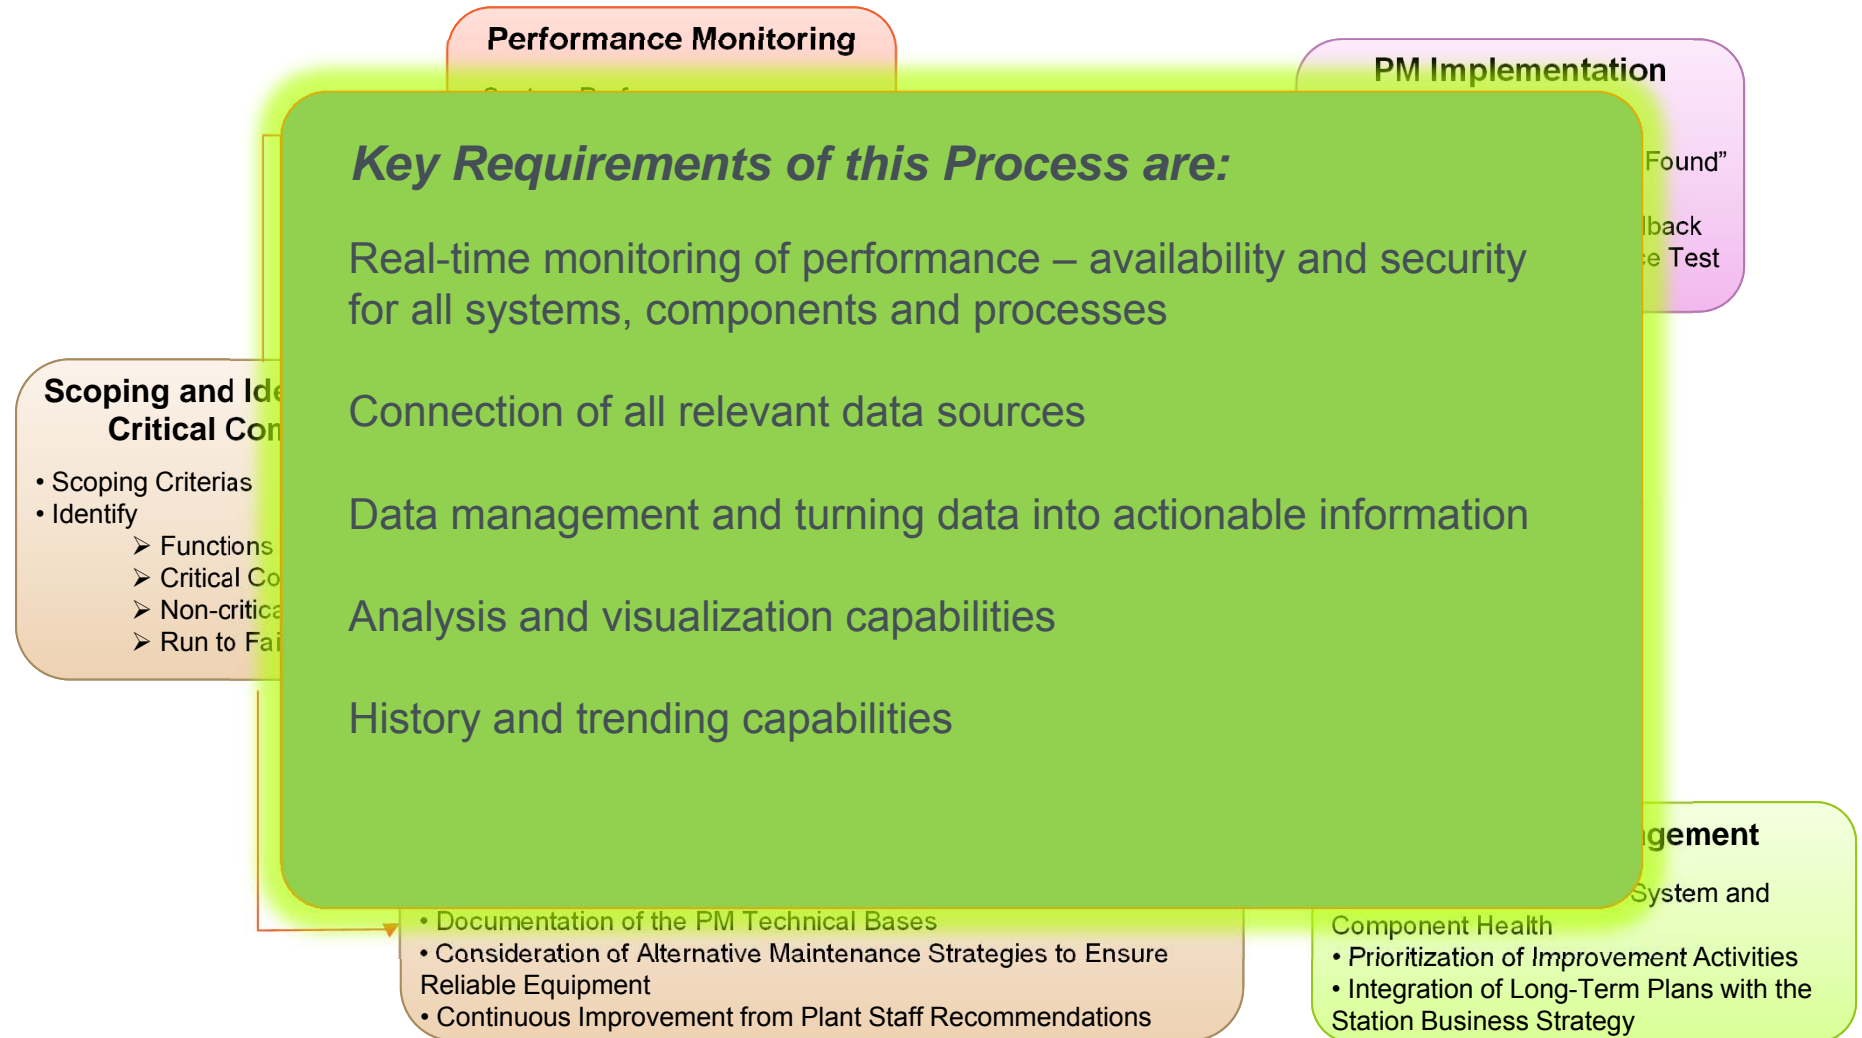 Performance Monitoring
PM Implementation
Key Requirements of this Process are:
Found”
Real-time monitoring of performance – availability and security
for all systems, components and processes
Test
Scoping and
Critical
Connection of all relevant data sources
• Scoping Criterias
• Identify
➢ Functions
➢ Critical
➢ Non-critica
➢ Run to
Data management and turning data into actionable information
Analysis and visualization capabilities
History and trending capabilities
• Documentation of the PM Technical Bases
• Consideration of Alternative Maintenance Strategies to Ensure
Reliable Equipment
• Continuous Improvement from Plant Staff Recommendations
gement
System and
Component Health
• Prioritization of Improvement Activities
• Integration of Long-Term Plans with the
Station Business Strategy